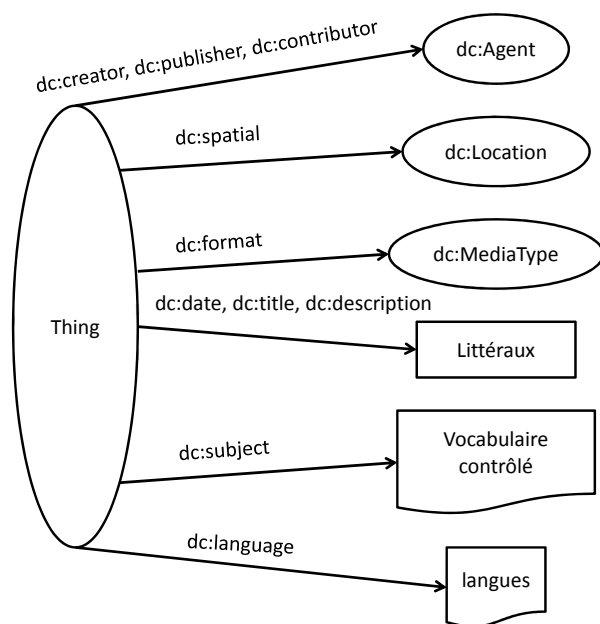 dc:creator, dc:publisher, dc:contributor
dc:Agent
dc:spatial
dc:Location
dc:format
dc:MediaType
dc:date, dc:title, dc:description
Thing
Littéraux
dc:subject
Vocabulaire
contrôlé
dc:language
langues